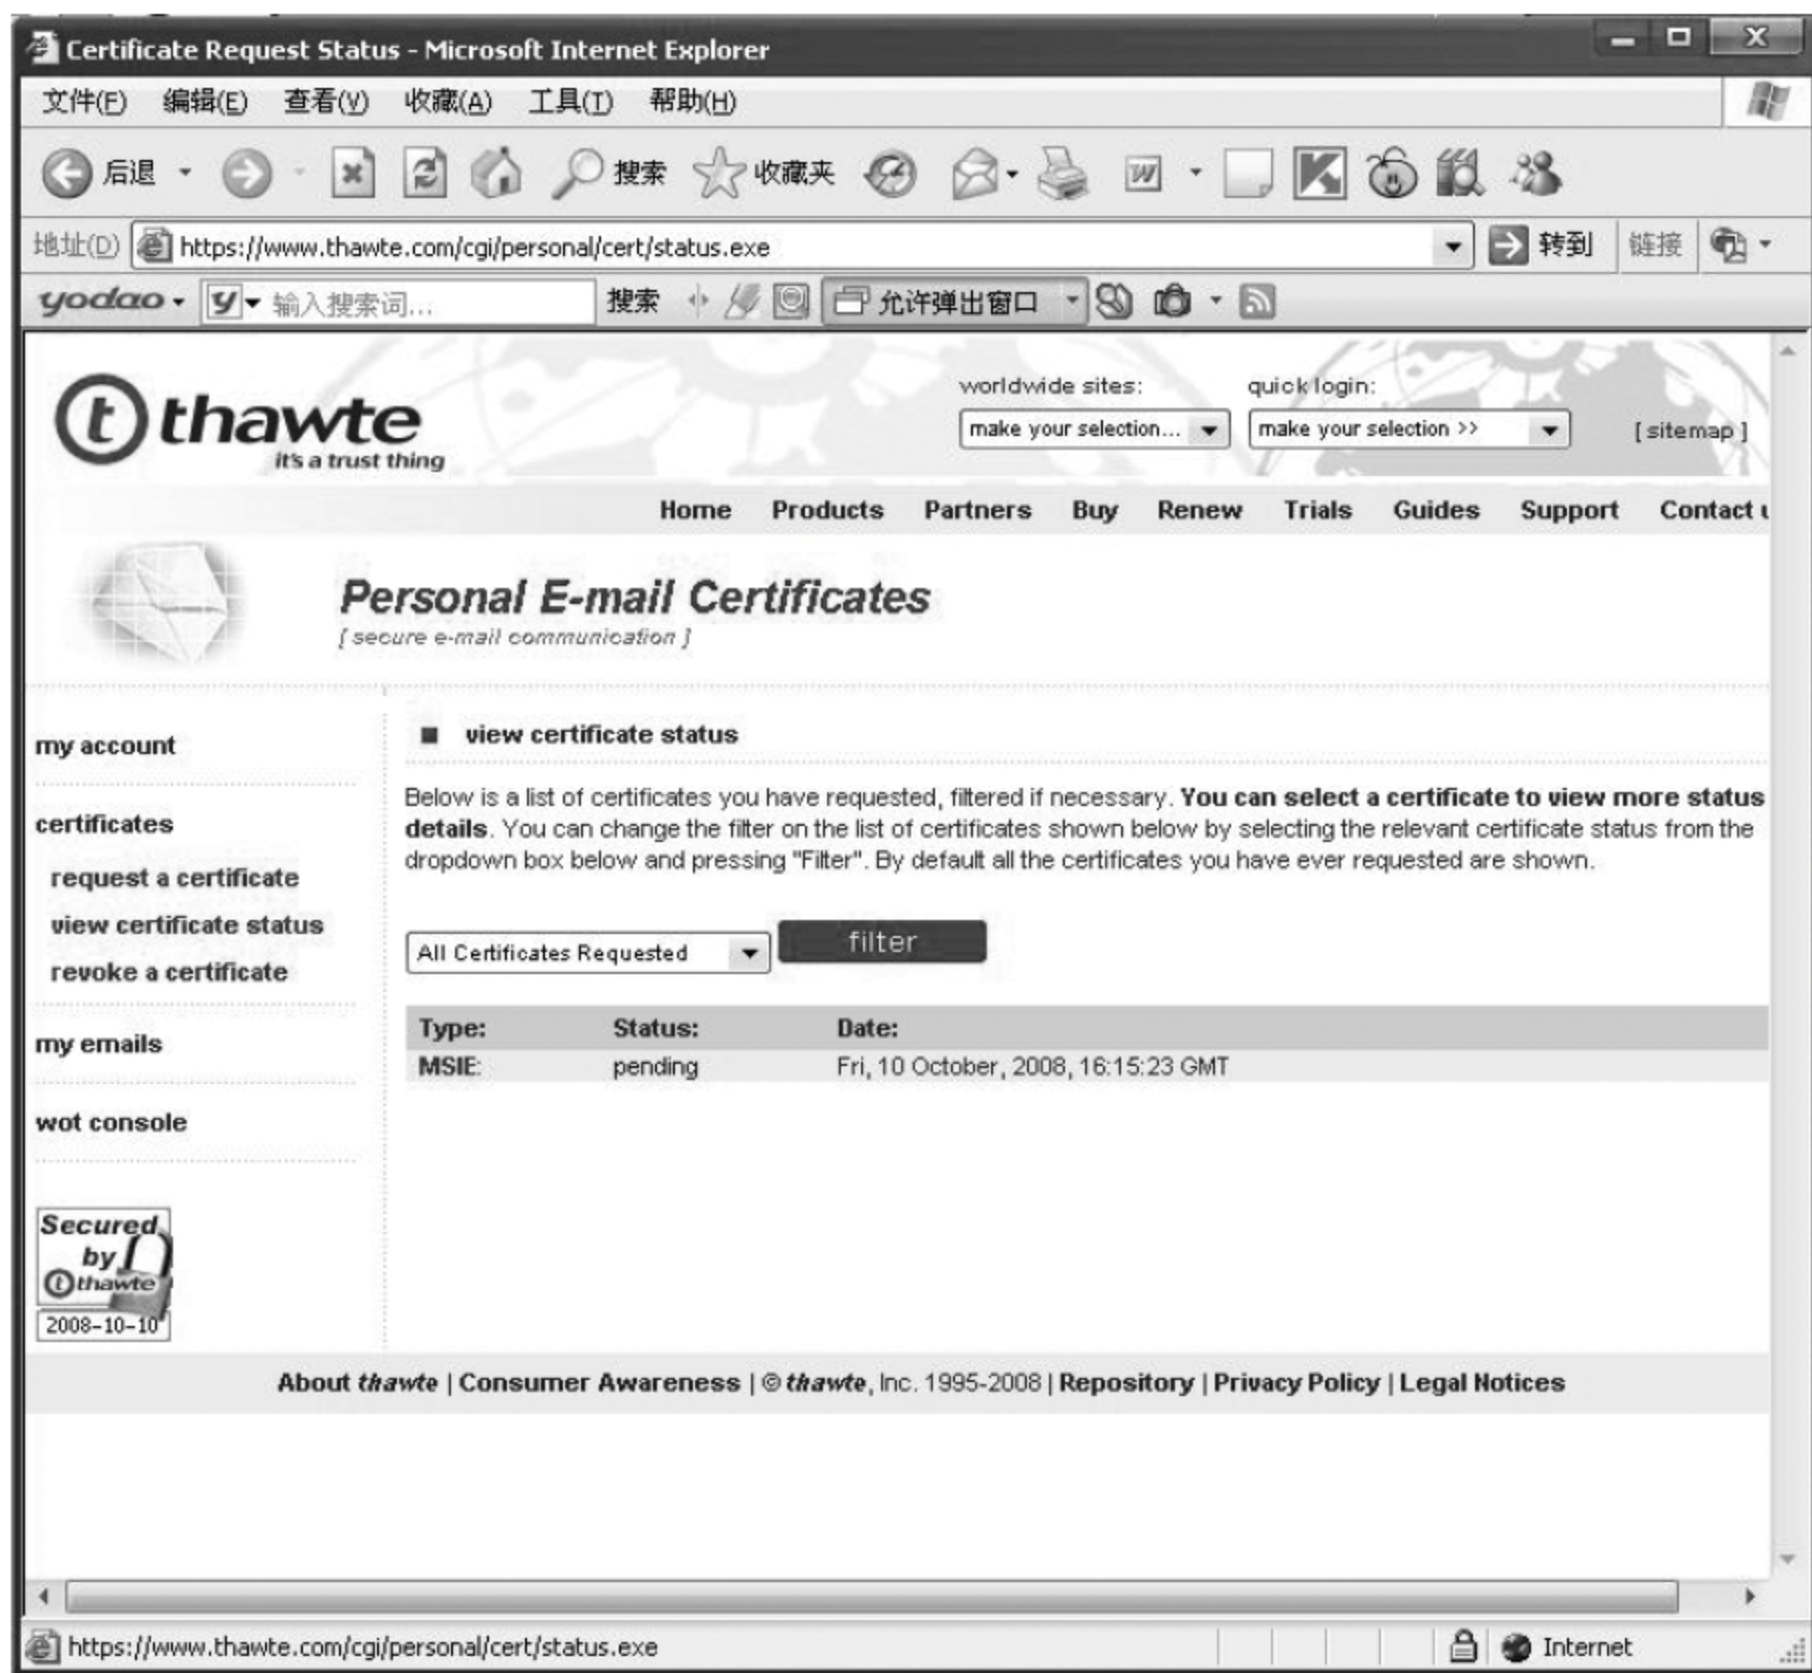 Certificate Request Status - Microsoft Internet Explorer
文件(F) 编辑(E) 查看(V) 收藏(A) 工具(T) 帮助(H)
后退 搜索 收藏夹
地址(D) https://www.thawte.com/cgi/personal/cert/status.exe 转到 链接
yodao 输入搜索词... 搜索 允许弹出窗口
worldwide sites: quick login:
thawte make your selection... make your selection >> [ sitemap ]
it's a trust thing
Home Products Partners Buy Renew Trials Guides Support Contact u
Personal E-mail Certificates
[ secure e-mail communication ]
my account
certificates
request a certificate
view certificate status
revoke a certificate
my emails
wot console
Secured
by
thawte
2008-10-10
view certificate status
Below is a list of certificates you have requested, filtered if necessary. You can select a certificate to view more status
details. You can change the filter on the list of certificates shown below by selecting the relevant certificate status from the
dropdown box below and pressing "Filter". By default all the certificates you have ever requested are shown.
All Certificates Requested filter
Type: Status: Date:
MSIE: pending Fri, 10 October, 2008, 16:15:23 GMT
About thawte | Consumer Awareness | © thawte, Inc. 1995-2008 | Repository | Privacy Policy | Legal Notices
https://www.thawte.com/cgi/personal/cert/status.exe Internet